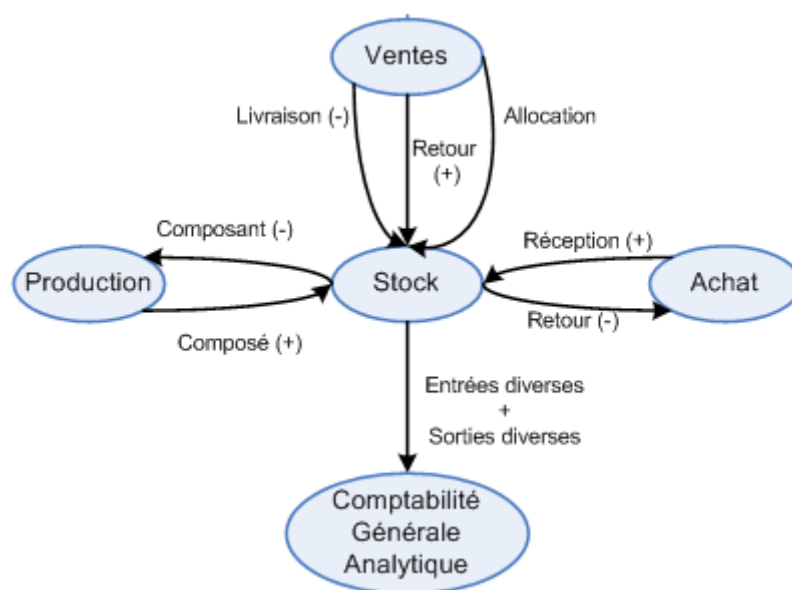 Ventes
Livraison (-)
Retour
(+)
Allocation
Composant (-)
Réception (+)
Production
Stock
Achat
Composé (+)
Retour (-)
Entrées diverses
+
Sorties diverses
Comptabilité
Générale
Analytique